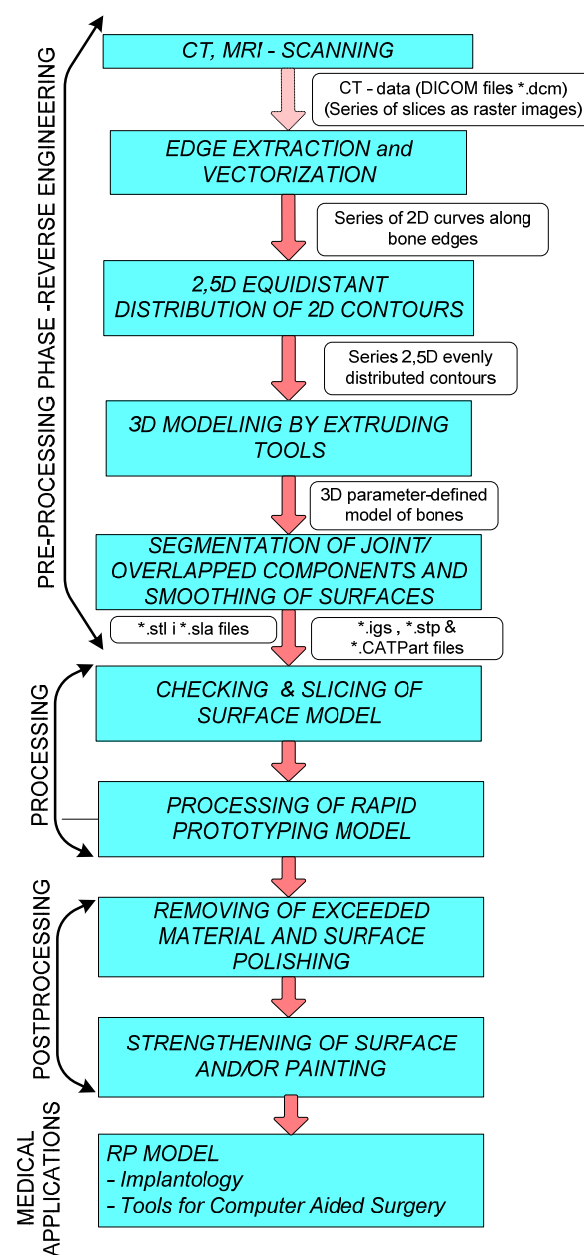 CT, MRI - SCANNING
CT - data (DICOM files *.dcm)
(Series of slices as raster images)
EDGE EXTRACTION and
VECTORIZATION
Series of 2D curves along
bone edges
2,5D EQUIDISTANT
DISTRIBUTION OF 2D CONTOURS
Series 2,5D evenly
distributed contours
3D MODELINIG BY EXTRUDING
TOOLS
3D parameter-defined
model of bones
SEGMENTATION OF JOINT/
OVERLAPPED COMPONENTS AND
SMOOTHING OF SURFACES
*.stl i *.sla files
*.igs , *.stp &
*.CATPart files
PRE-PROCESSING PHASE -REVERSE ENGINEERING
CHECKING & SLICING OF
SURFACE MODEL
PROCESSING OF RAPID
PROTOTYPING MODEL
PROCESSING
REMOVING OF EXCEEDED
MATERIAL AND SURFACE
POLISHING
STRENGTHENING OF SURFACE
AND/OR PAINTING
POSTPROCESSING
RP MODEL
- Implantology
- Tools for Computer Aided Surgery
MEDICAL
APPLICATIONS